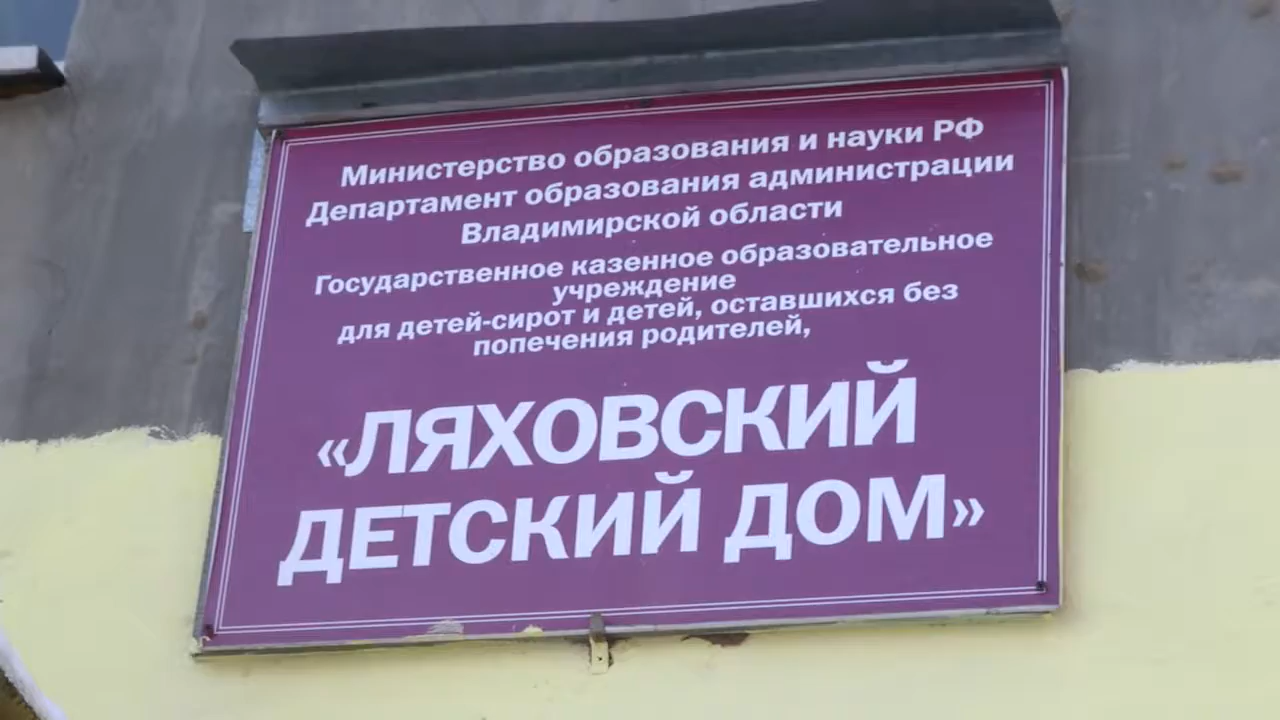 Министерство образования и науки РФ
Департамент образования администрации
Владимирской области
Государственное казенное образовательное
учреждение
для детей-сирот и детей, оставшихся без
попечения родителей,
«ЛЯХОВСКИЙ
ДЕТСКИЙ ДОМ»